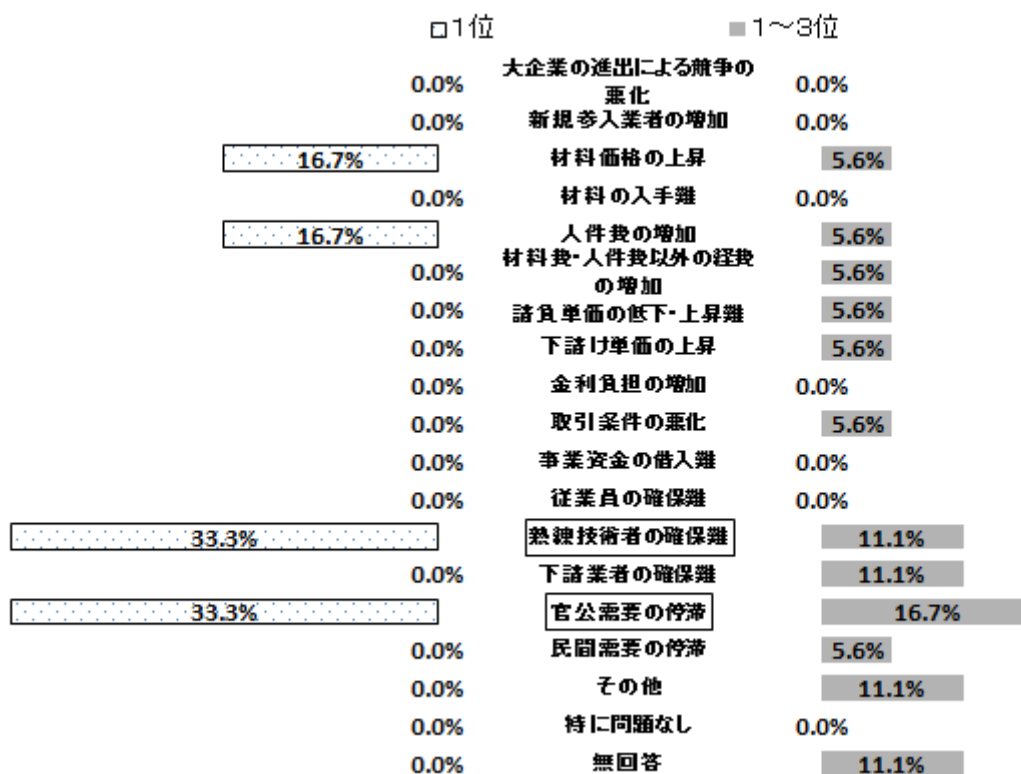 1位 1～3位
0.0% 大企業の進出による競争の
悪化 0.0%
0.0% 新規参入業者の増加 0.0%
16.7% 材料価格の上昇 5.6%
0.0% 材料の入手難 0.0%
16.7% 人件費の増加 5.6%
0.0% 材料費・人件費以外の経費
の増加 5.6%
0.0% 請負単価の低下・上昇難 5.6%
0.0% 下請け単価の上昇 5.6%
0.0% 金利負担の増加 0.0%
0.0% 取引条件の悪化 5.6%
0.0% 事業資金の借入難 0.0%
0.0% 従業員の確保難 0.0%
33.3% 熟練技術者の確保難 11.1%
0.0% 下請業者の確保難 11.1%
33.3% 官公需要の停滞 16.7%
0.0% 民間需要の停滞 5.6%
0.0% その他 11.1%
0.0% 特に問題なし 0.0%
0.0% 無回答 11.1%